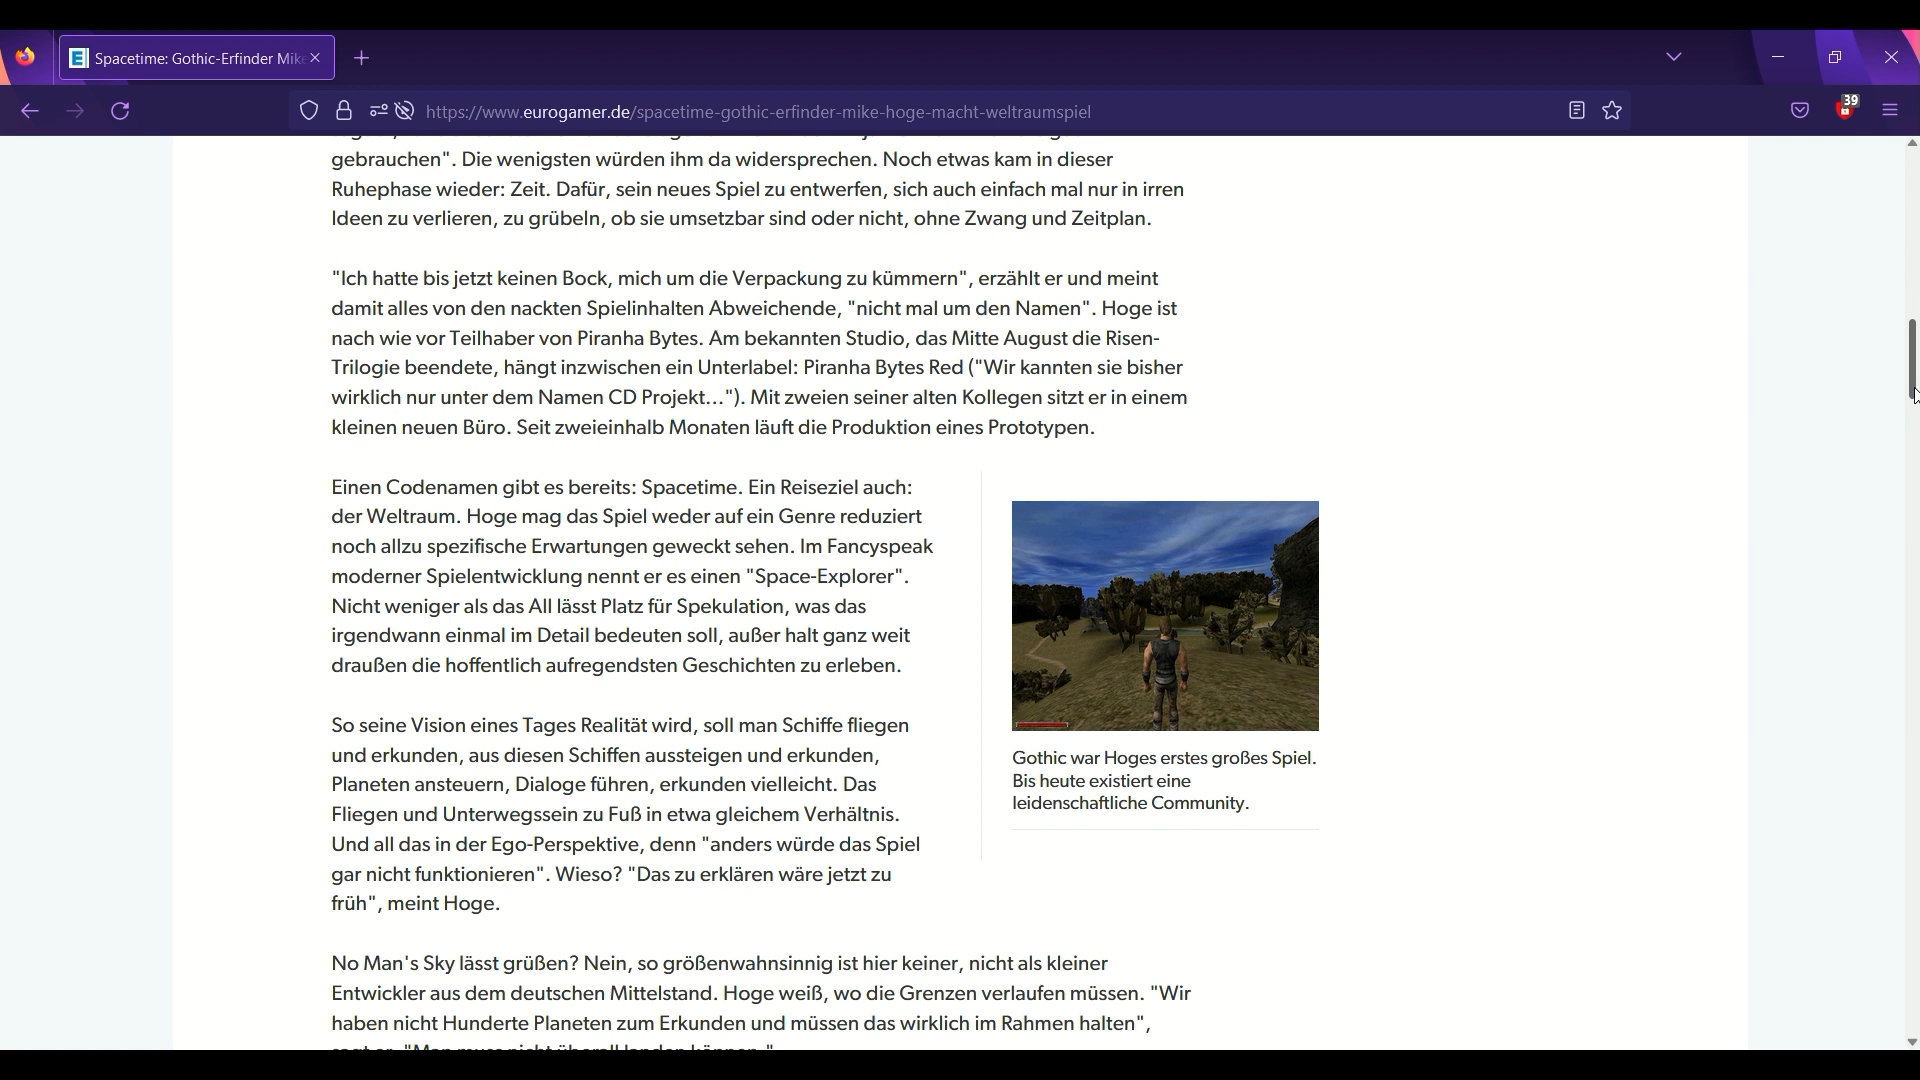 Spacetime: Gothic-Erfinder Mike
https://www.eurogamer.de/spacetime-gothic-erfinder-mike-hoge-macht-weltraumspiel
39
gebrauchen". Die wenigsten würden ihm da widersprechen. Noch etwas kam in dieser
Ruhephase wieder: Zeit. Dafür, sein neues Spiel zu entwerfen, sich auch einfach mal nur in irren
Ideen zu verlieren, zu grübeln, ob sie umsetzbar sind oder nicht, ohne Zwang und Zeitplan.
"Ich hatte bis jetzt keinen Bock, mich um die Verpackung zu kümmern", erzählt er und meint
damit alles von den nackten Spielinhalten Abweichende, "nicht mal um den Namen". Hoge ist
nach wie vor Teilhaber von Piranha Bytes. Am bekannten Studio, das Mitte August die Risen-
Trilogie beendete, hängt inzwischen ein Unterlabel: Piranha Bytes Red ("Wir kannten sie bisher
wirklich nur unter dem Namen CD Projekt..."). Mit zweien seiner alten Kollegen sitzt er in einem
kleinen neuen Büro. Seit zweieinhalb Monaten läuft die Produktion eines Prototypen.
Einen Codenamen gibt es bereits: Spacetime. Ein Reiseziel auch:
der Weltraum. Hoge mag das Spiel weder auf ein Genre reduziert
noch allzu spezifische Erwartungen geweckt sehen. Im Fancyspeak
moderner Spielentwicklung nennt er es einen "Space-Explorer".
Nicht weniger als das All lässt Platz für Spekulation, was das
irgendwann einmal im Detail bedeuten soll, außer halt ganz weit
draußen die hoffentlich aufregendsten Geschichten zu erleben.
So seine Vision eines Tages Realität wird, soll man Schiffe fliegen
und erkunden, aus diesen Schiffen aussteigen und erkunden,
Planeten ansteuern, Dialoge führen, erkunden vielleicht. Das
Fliegen und Unterwegssein zu Fuß in etwa gleichem Verhältnis.
Und all das in der Ego-Perspektive, denn "anders würde das Spiel
gar nicht funktionieren". Wieso? "Das zu erklären wäre jetzt zu
früh", meint Hoge.
Gothic war Hoges erstes großes Spiel.
Bis heute existiert eine
leidenschaftliche Community.
No Man's Sky lässt grüßen? Nein, so größenwahnsinnig ist hier keiner, nicht als kleiner
Entwickler aus dem deutschen Mittelstand. Hoge weiß, wo die Grenzen verlaufen müssen. "Wir
haben nicht Hunderte Planeten zum Erkunden und müssen das wirklich im Rahmen halten",
sagt er. "Man muss nicht überall landen können."